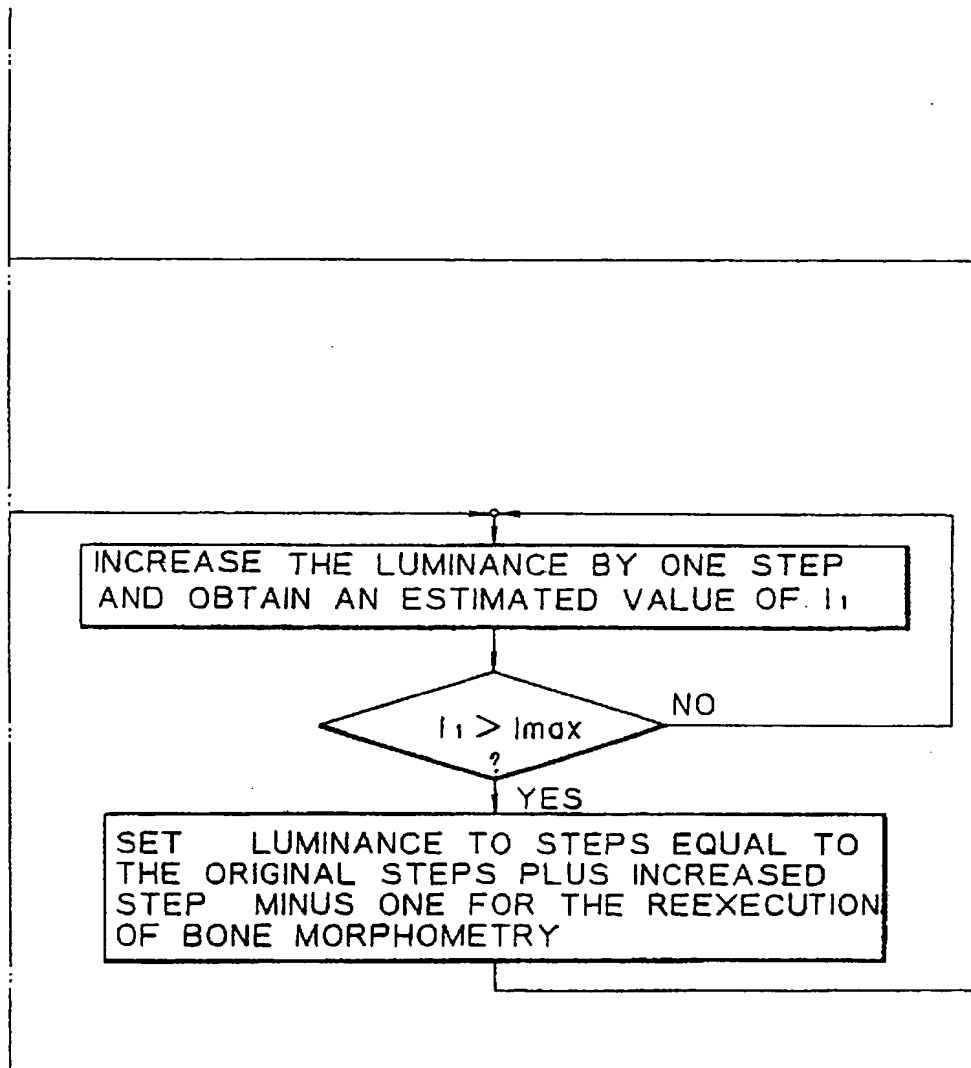 INCREASE THE LUMINANCE BY ONE STEP
AND OBTAIN AN ESTIMATED VALUE OF I₁
I₁ > Imax
?
NO
YES
SET LUMINANCE TO STEPS EQUAL TO
THE ORIGINAL STEPS PLUS INCREASED
STEP MINUS ONE FOR THE REEXECUTION
OF BONE MORPHOMETRY